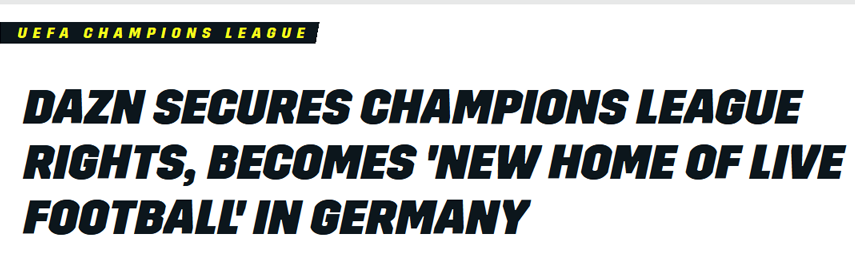 UEFA CHAMPIONS LEAGUE
DAZN SECURES CHAMPIONS LEAGUE
RIGHTS, BECOMES 'NEW HOME OF LIVE
FOOTBALL' IN GERMANY